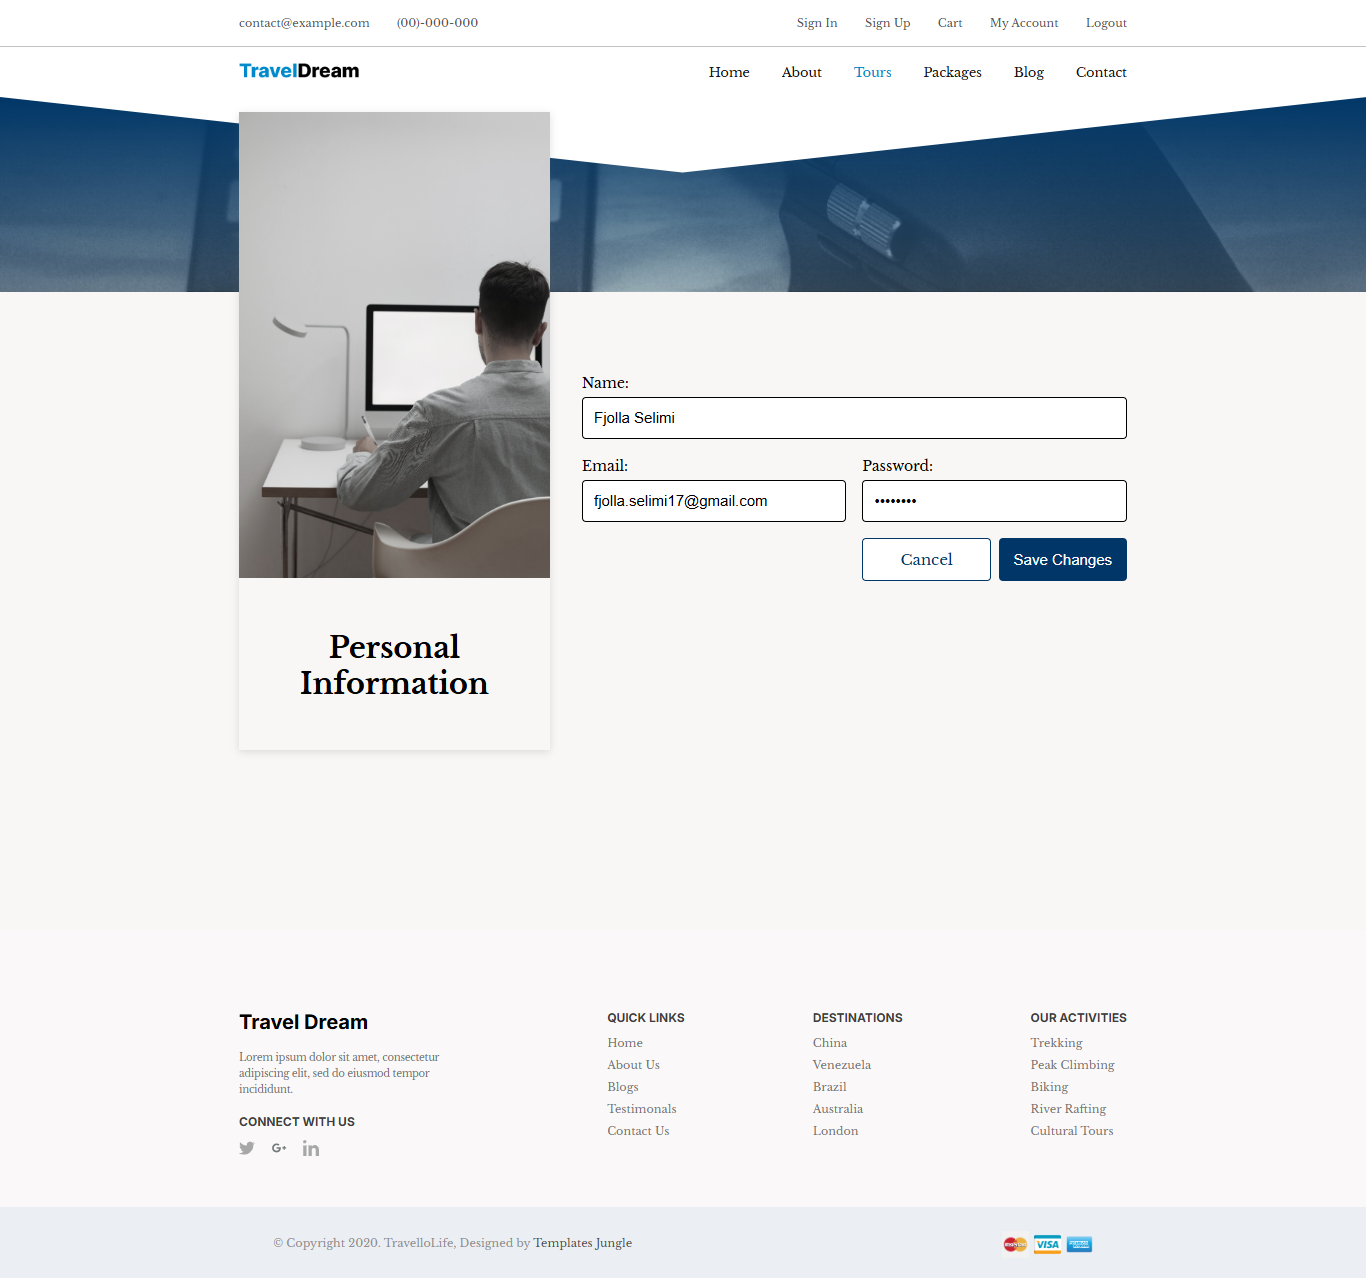 contact@example.com (00)-000-000 Sign In Sign Up Cart My Account Logout
TravelDream Home About Tours Packages Blog Contact
Name:
Fjolla Selimi
Email: Password:
fjolla.selimi17@gmail.com ••••••••
Cancel Save Changes
Personal
Information
Travel Dream
Lorem ipsum dolor sit amet, consectetur
adipiscing elit, sed do eiusmod tempor
incididunt.
CONNECT WITH US
QUICK LINKS
Home
About Us
Blogs
Testimonals
Contact Us
DESTINATIONS
China
Venezuela
Brazil
Australia
London
OUR ACTIVITIES
Trekking
Peak Climbing
Biking
River Rafting
Cultural Tours
© Copyright 2020. TravelloLife, Designed by Templates Jungle
VISA